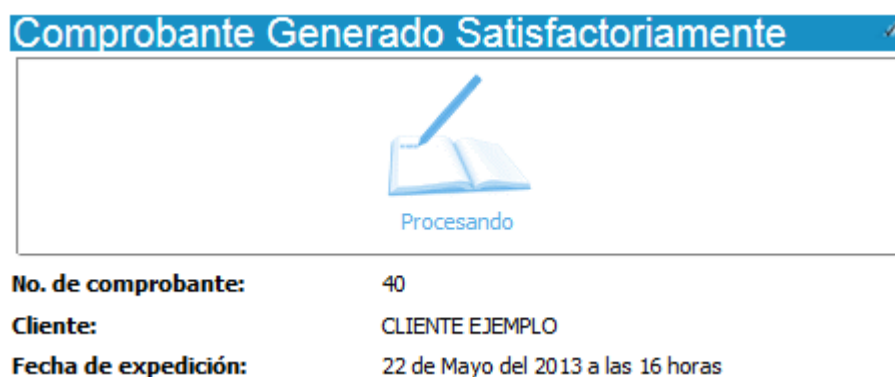 Comprobante Generado Satisfactoriamente
Procesando
No. de comprobante: 40
Cliente: CLIENTE EJEMPLO
Fecha de expedición: 22 de Mayo del 2013 a las 16 horas